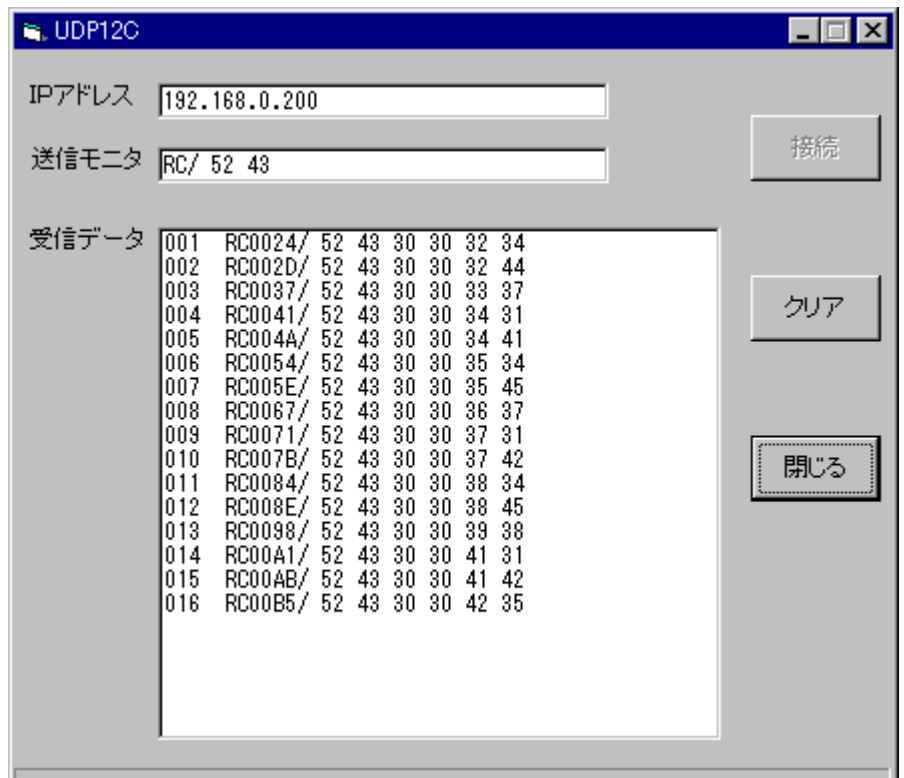 UDP12C
IPアドレス 192.168.0.200
送信モニタ RC/ 52 43
接続
受信データ
001 RC0024/ 52 43 30 30 32 34
002 RC002D/ 52 43 30 30 32 44
003 RC0037/ 52 43 30 30 33 37
004 RC0041/ 52 43 30 30 34 31
005 RC004A/ 52 43 30 30 34 41
006 RC0054/ 52 43 30 30 35 34
007 RC005E/ 52 43 30 30 35 45
008 RC0067/ 52 43 30 30 36 37
009 RC0071/ 52 43 30 30 37 31
010 RC007B/ 52 43 30 30 37 42
011 RC0084/ 52 43 30 30 38 34
012 RC008E/ 52 43 30 30 38 45
013 RC0098/ 52 43 30 30 39 38
014 RC00A1/ 52 43 30 30 41 31
015 RC00AB/ 52 43 30 30 41 42
016 RC00B5/ 52 43 30 30 42 35
クリア
閉じる